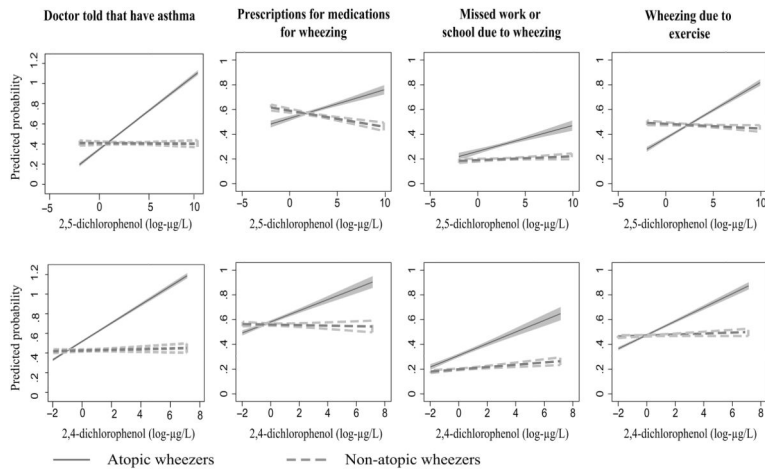 Doctor told that have asthma
Prescriptions for medications
for wheezing
Missed work or
school due to wheezing
Wheezing due to
exercise
Predicted probability
0 .2 .4 .6 .8 1 1.2
−5 0 5 10
2,5-dichlorophenol (log-µg/L)
0 .2 .4 .6 .8 1
−5 0 5 10
2,5-dichlorophenol (log-µg/L)
0 .2 .4 .6 .8 1
−5 0 5 10
2,5-dichlorophenol (log-µg/L)
0 .2 .4 .6 .8 1
−5 0 5 10
2,5-dichlorophenol (log-µg/L)
Predicted probability
0 .2 .4 .6 .8 1 1.2
−2 0 2 4 6 8
2,4-dichlorophenol (log-µg/L)
0 .2 .4 .6 .8 1
−2 0 2 4 6 8
2,4-dichlorophenol (log-µg/L)
0 .2 .4 .6 .8 1
−2 0 2 4 6 8
2,4-dichlorophenol (log-µg/L)
0 .2 .4 .6 .8 1
−2 0 2 4 6 8
2,4-dichlorophenol (log-µg/L)
Atopic wheezers
Non-atopic wheezers